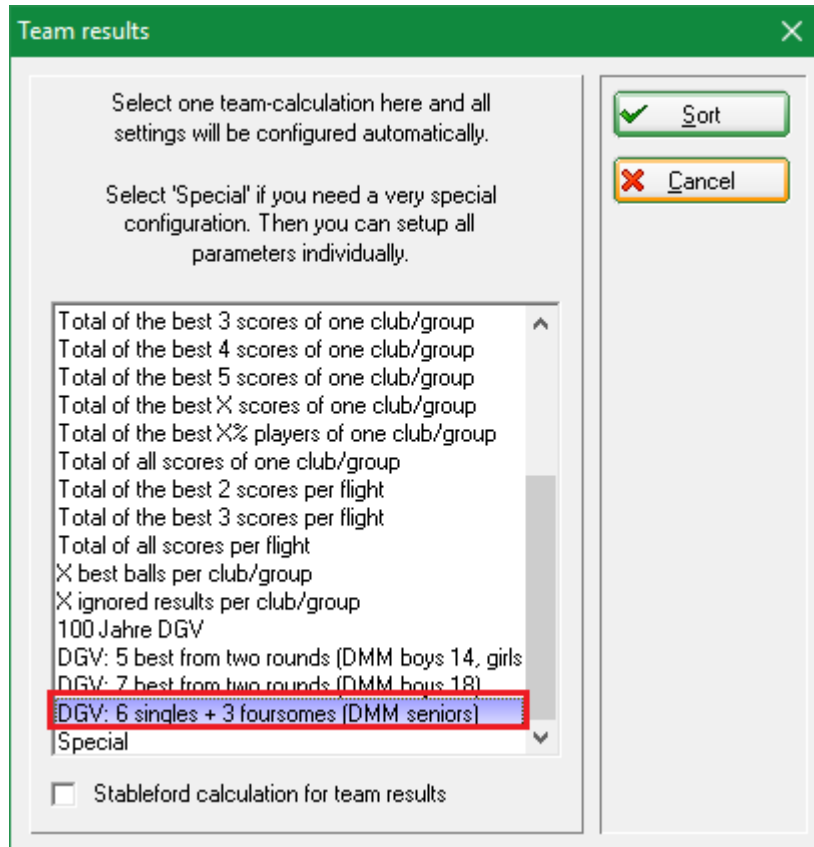 Team results
Select one team-calculation here and all
settings will be configured automatically.
Select 'Special' if you need a very special
configuration. Then you can setup all
parameters individually.
Sort
Cancel
Total of the best 3 scores of one club/group
Total of the best 4 scores of one club/group
Total of the best 5 scores of one club/group
Total of the best X scores of one club/group
Total of the best X% players of one club/group
Total of all scores of one club/group
Total of the best 2 scores per flight
Total of the best 3 scores per flight
Total of all scores per flight
X best balls per club/group
X ignored results per club/group
100 Jahre DGV
DGV: 5 best from two rounds (DMM boys 14, girls
DGV: 7 best from two rounds (DMM boys 18)
DGV: 6 singles + 3 foursomes (DMM seniors)
Special
Stableford calculation for team results